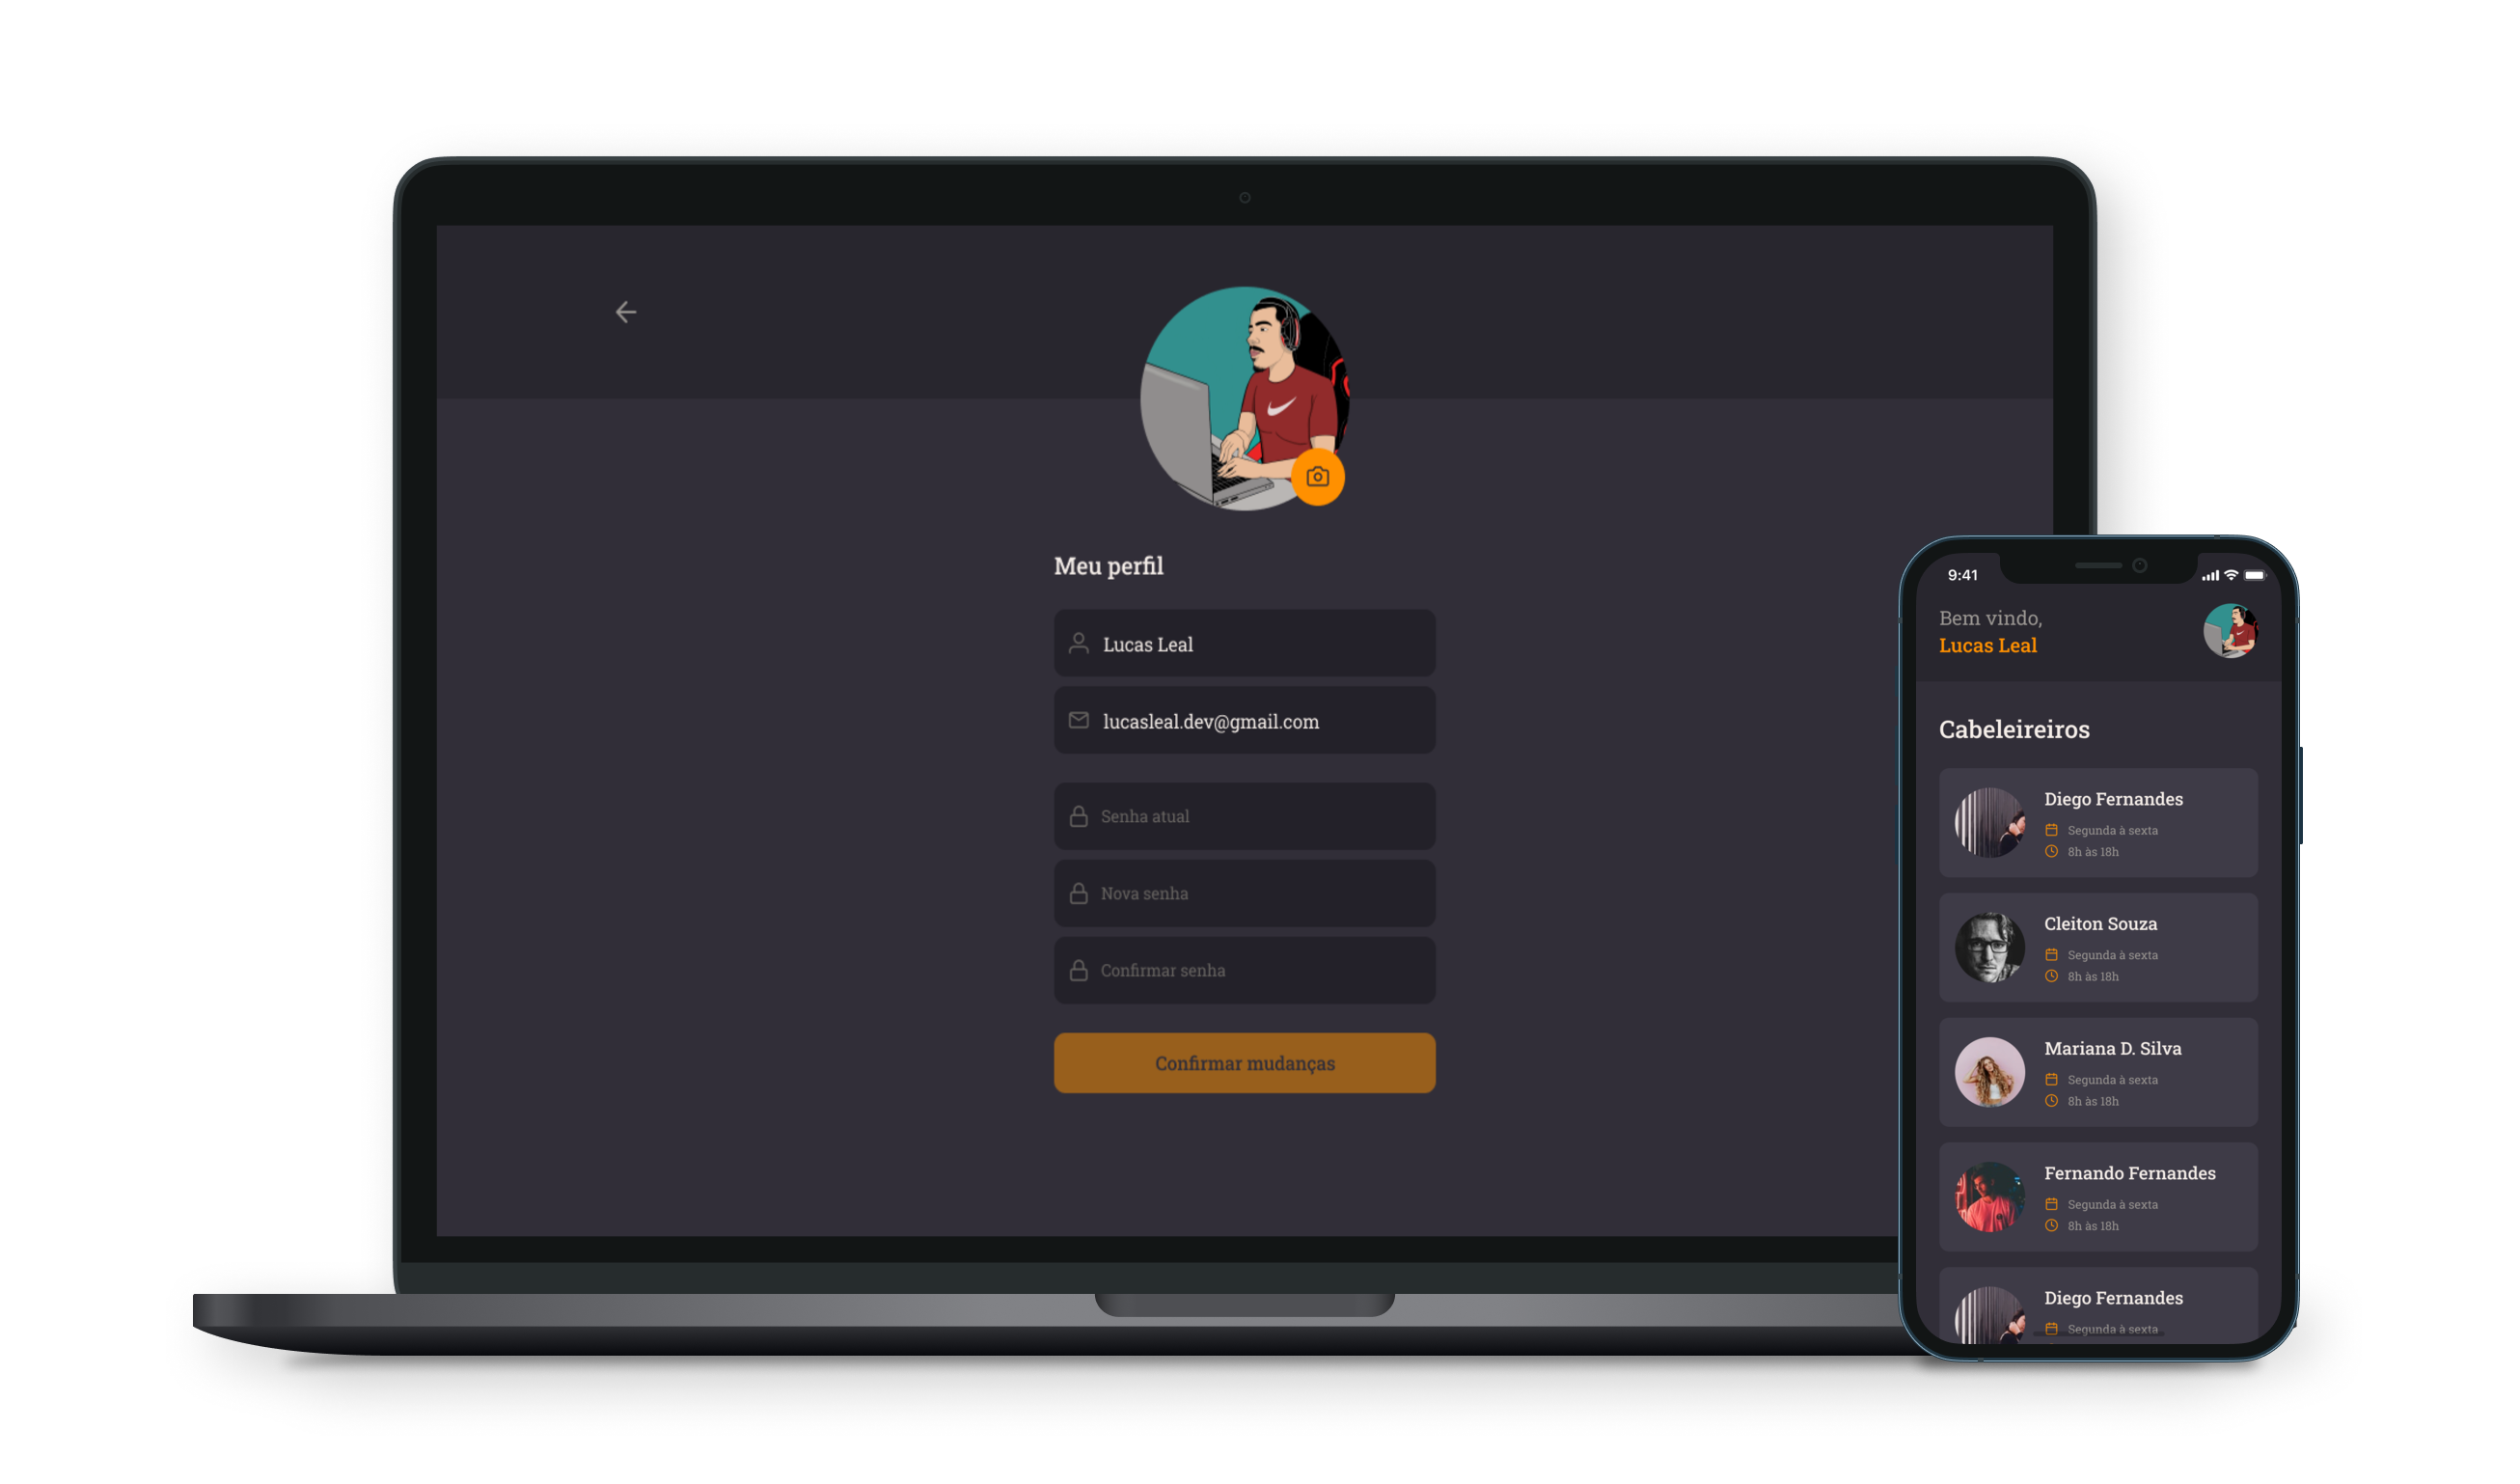 Meu perfil
Lucas Leal
lucasleal.dev@gmail.com
Senha atual
Nova senha
Confirmar senha
Confirmar mudanças
9:41
Bem vindo,
Lucas Leal
Cabeleireiros
Diego Fernandes
Segunda à sexta
8h às 18h
Cleiton Souza
Segunda à sexta
8h às 18h
Mariana D. Silva
Segunda à sexta
8h às 18h
Fernando Fernandes
Segunda à sexta
8h às 18h
Diego Fernandes
Segunda à sexta